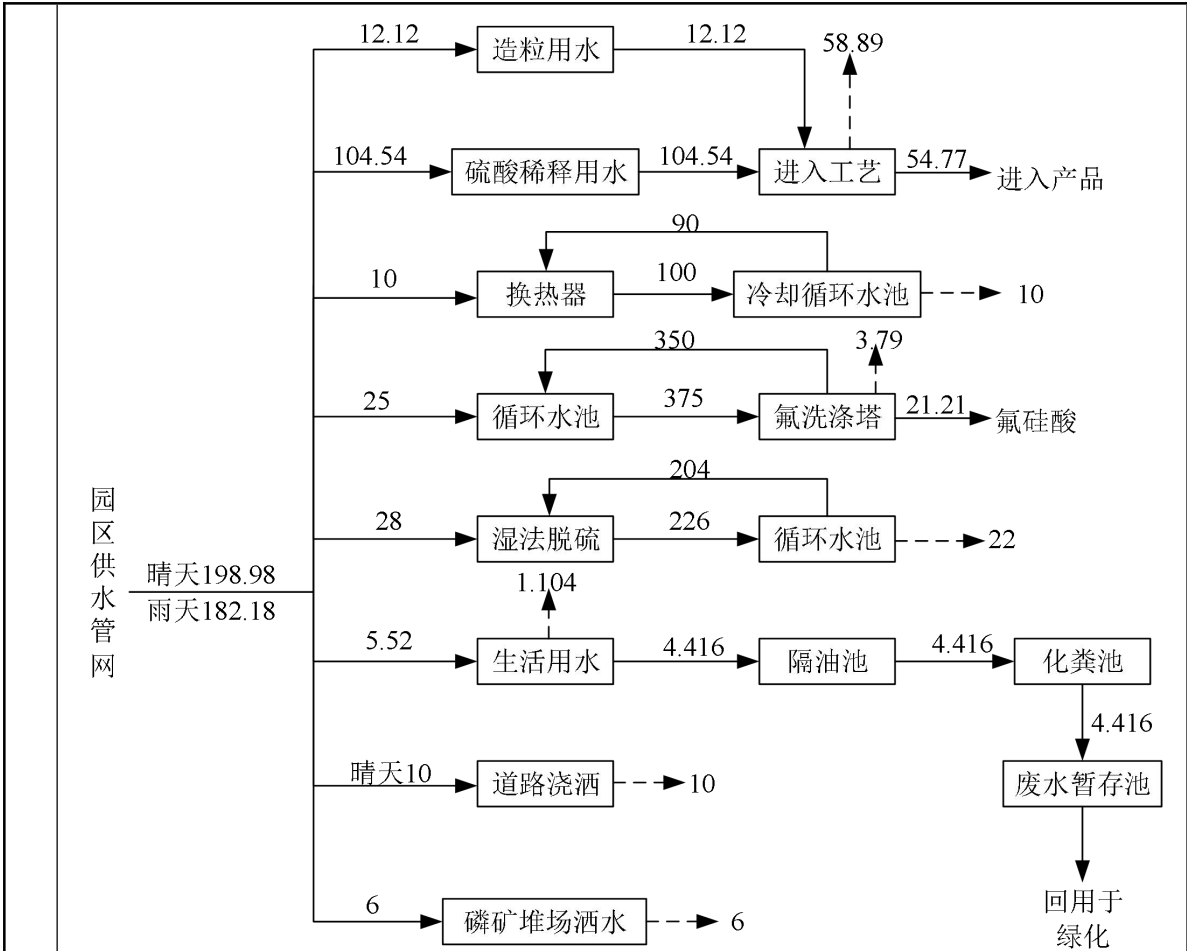 12.12
造粒用水
12.12
58.89
104.54
硫酸稀释用水
104.54
进入工艺
54.77
进入产品
90
10
换热器
100
冷却循环水池
10
350
3.79
25
循环水池
375
氟洗涤塔
21.21
氟硅酸
204
28
湿法脱硫
226
循环水池
22
园区供水管网
晴天198.98
雨天182.18
1.104
5.52
生活用水
4.416
隔油池
4.416
化粪池
4.416
晴天10
道路浇洒
10
废水暂存池
6
磷矿堆场洒水
6
回用于
绿化